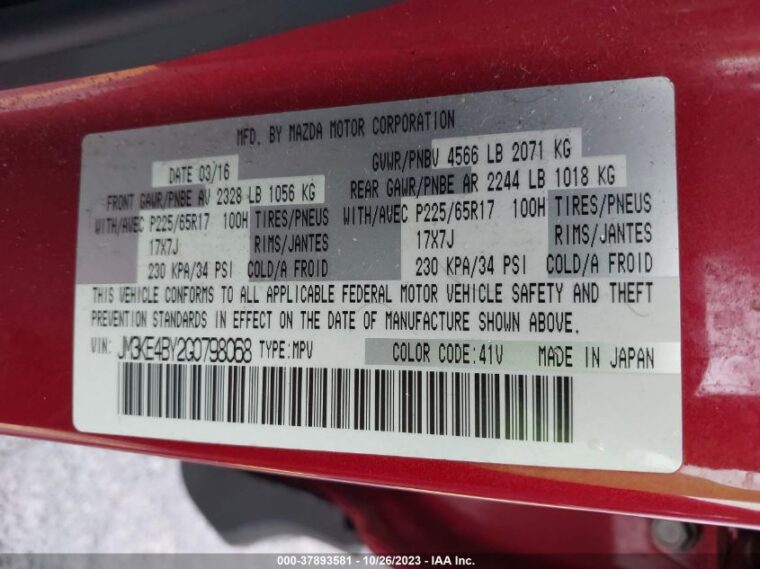 MFD. BY MAZDA MOTOR CORPORATION
DATE 03/16 GVWR/PNBV 4566 LB 2071 KG
FRONT GAWR/PNBE AV 2328 LB 1056 KG REAR GAWR/PNBE AR 2244 LB 1018 KG
WITH/AVEC P225/65R17 100H TIRES/PNEUS WITH/AVEC P225/65R17 100H TIRES/PNEUS
17X7J RIMS/JANTES 17X7J RIMS/JANTES
230 KPA/34 PSI COLD/A FROID 230 KPA/34 PSI COLD/A FROID
THIS VEHICLE CONFORMS TO ALL APPLICABLE FEDERAL MOTOR VEHICLE SAFETY AND THEFT
PREVENTION STANDARDS IN EFFECT ON THE DATE OF MANUFACTURE SHOWN ABOVE.
VIN: JM3KE4BY2G0798068 TYPE:MPV COLOR CODE:41V MADE IN JAPAN
000-37893581 - 10/26/2023 - IAA Inc.